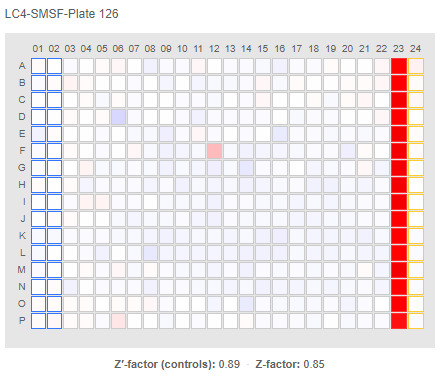 LC4-SMSF-Plate 126
01 02 03 04 05 06 07 08 09 10 11 12 13 14 15 16 17 18 19 20 21 22 23 24
A
B
C
D
E
F
G
H
I
J
K
L
M
N
O
P
Z′-factor (controls): 0.89 · Z-factor: 0.85